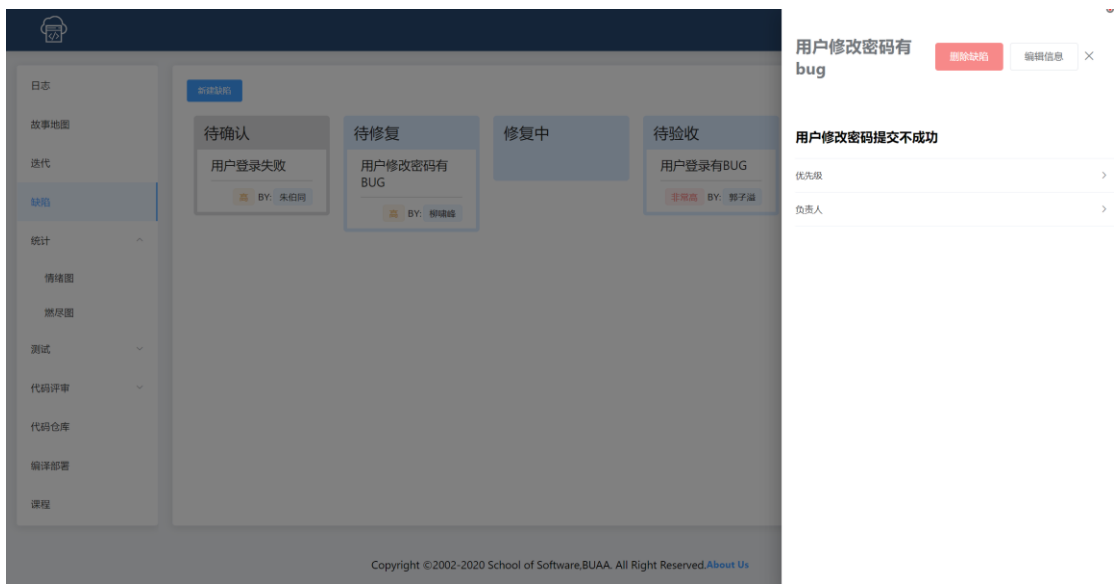 日志
故事地图
迭代
缺陷
统计
情绪图
燃尽图
测试
代码评审
代码仓库
编译部署
课程
新建缺陷
待确认
用户登录失败
高 BY: 朱伯同
待修复
用户修改密码有
BUG
高 BY: 柳啸峰
修复中
待验收
用户登录有BUG
非常高 BY: 郭子溢
用户修改密码有
bug
删除缺陷
编辑信息
用户修改密码提交不成功
优先级
负责人
Copyright ©2002-2020 School of Software,BUAA. All Right Reserved.About Us